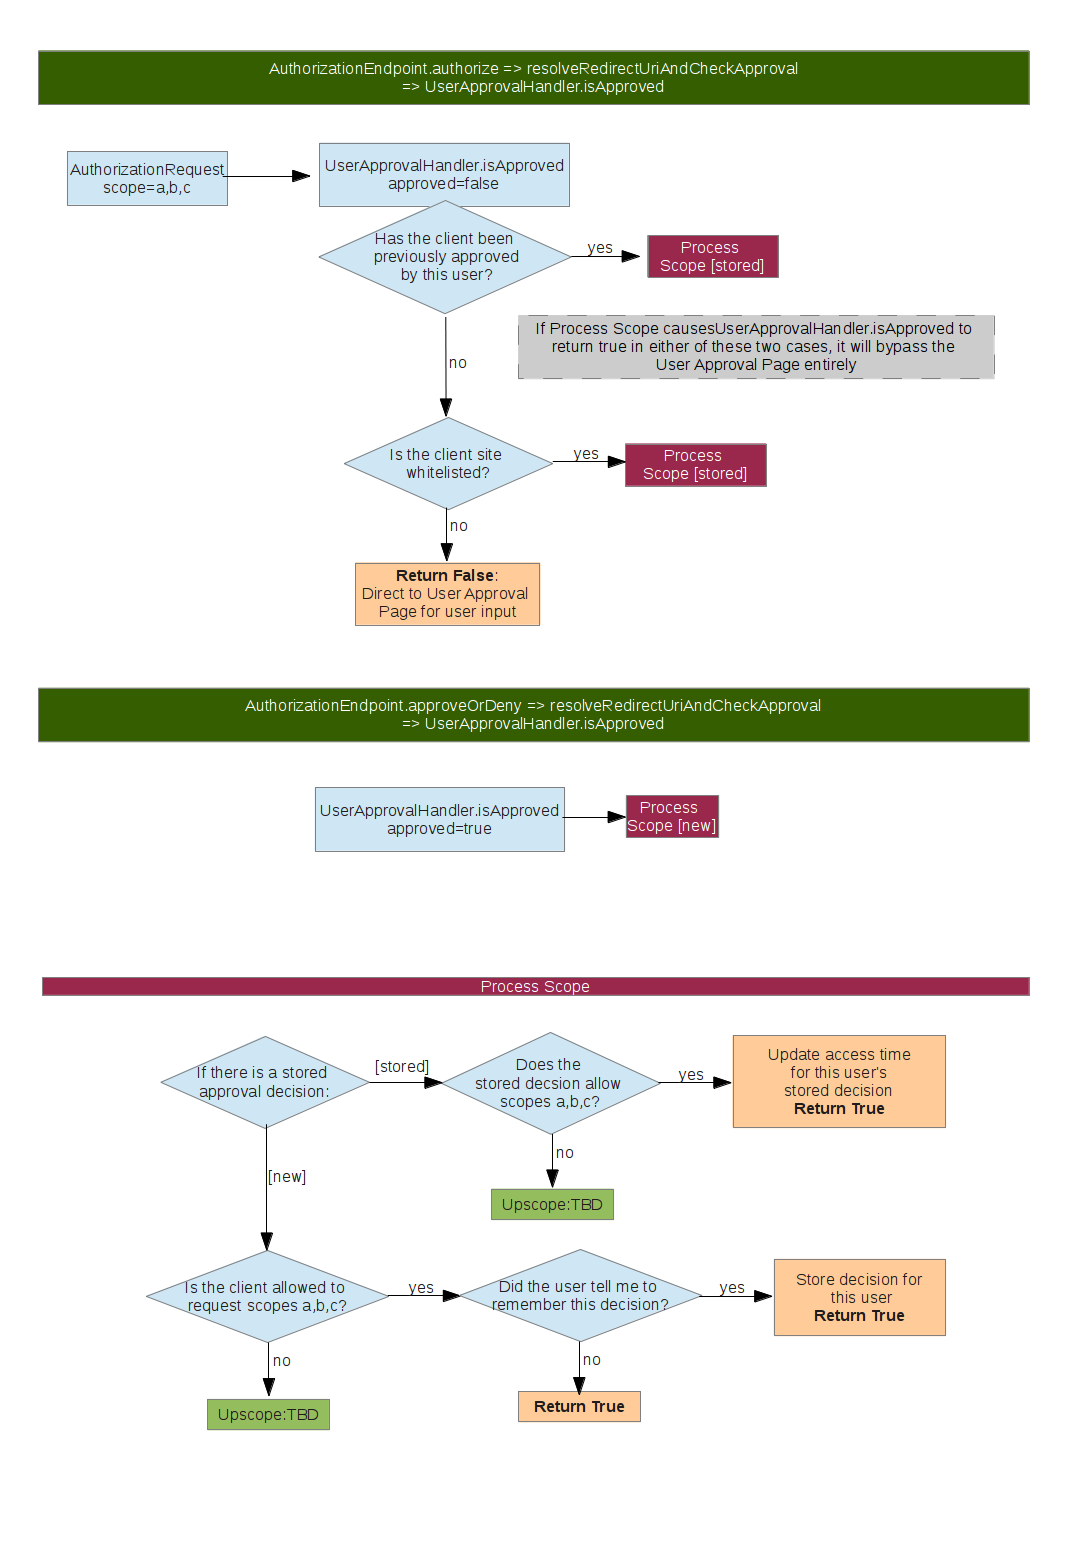 AuthorizationEndpoint.authorize => resolveRedirectUriAndCheckApproval
=> UserApprovalHandler.isApproved
AuthorizationRequest
scope=a,b,c
UserApprovalHandler.isApproved
approved=false
Has the client been
previously approved
by this user?
yes
Process
Scope [stored]
If Process Scope causesUserApprovalHandler.isApproved to
return true in either of these two cases, it will bypass the
User Approval Page entirely
no
Is the client site
whitelisted?
yes
Process
Scope [stored]
no
Return False:
Direct to User Approval
Page for user input
AuthorizationEndpoint.approveOrDeny => resolveRedirectUriAndCheckApproval
=> UserApprovalHandler.isApproved
UserApprovalHandler.isApproved
approved=true
Process
Scope [new]
Process Scope
If there is a stored
approval decision:
[stored]
Does the
stored decsion allow
scopes a,b,c?
yes
Update access time
for this user's
stored decision
Return True
no
[new]
Upscope:TBD
Is the client allowed to
request scopes a,b,c?
yes
Did the user tell me to
remember this decision?
yes
Store decision for
this user
Return True
no
no
Upscope:TBD
Return True